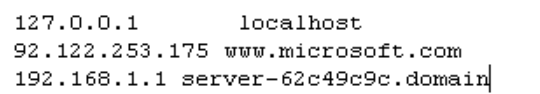 127.0.0.1 localhost
92.122.253.175 www.microsoft.com
192.168.1.1 server-62c49c9c.domain